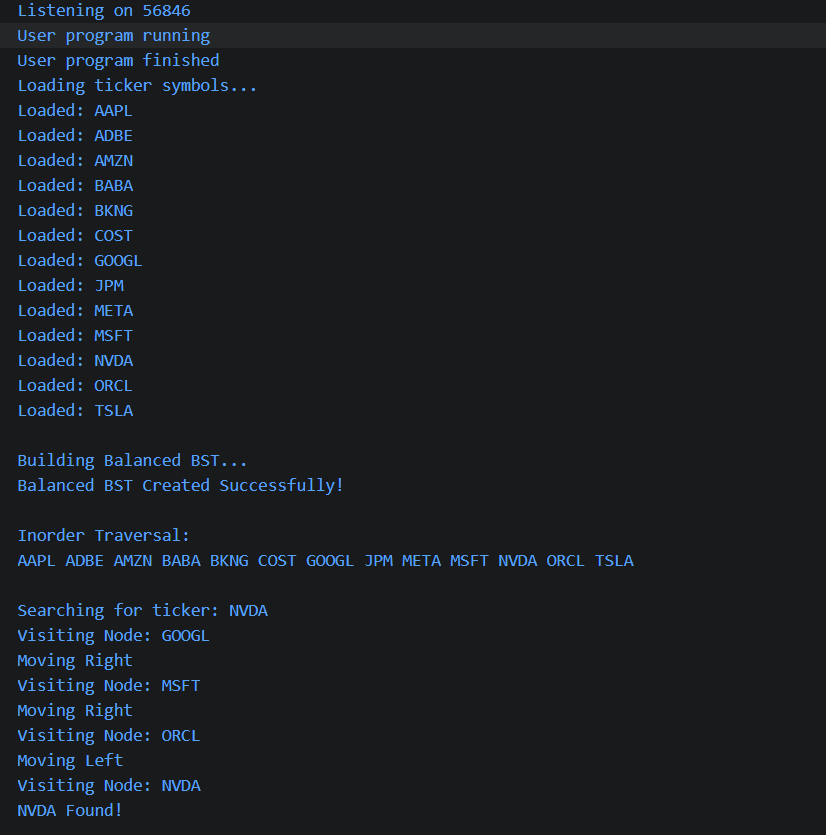 Listening on 56846
User program running
User program finished
Loading ticker symbols...
Loaded: AAPL
Loaded: ADBE
Loaded: AMZN
Loaded: BABA
Loaded: BKNG
Loaded: COST
Loaded: GOOGL
Loaded: JPM
Loaded: META
Loaded: MSFT
Loaded: NVDA
Loaded: ORCL
Loaded: TSLA
Building Balanced BST...
Balanced BST Created Successfully!
Inorder Traversal:
AAPL ADBE AMZN BABA BKNG COST GOOGL JPM META MSFT NVDA ORCL TSLA
Searching for ticker: NVDA
Visiting Node: GOOGL
Moving Right
Visiting Node: MSFT
Moving Right
Visiting Node: ORCL
Moving Left
Visiting Node: NVDA
NVDA Found!